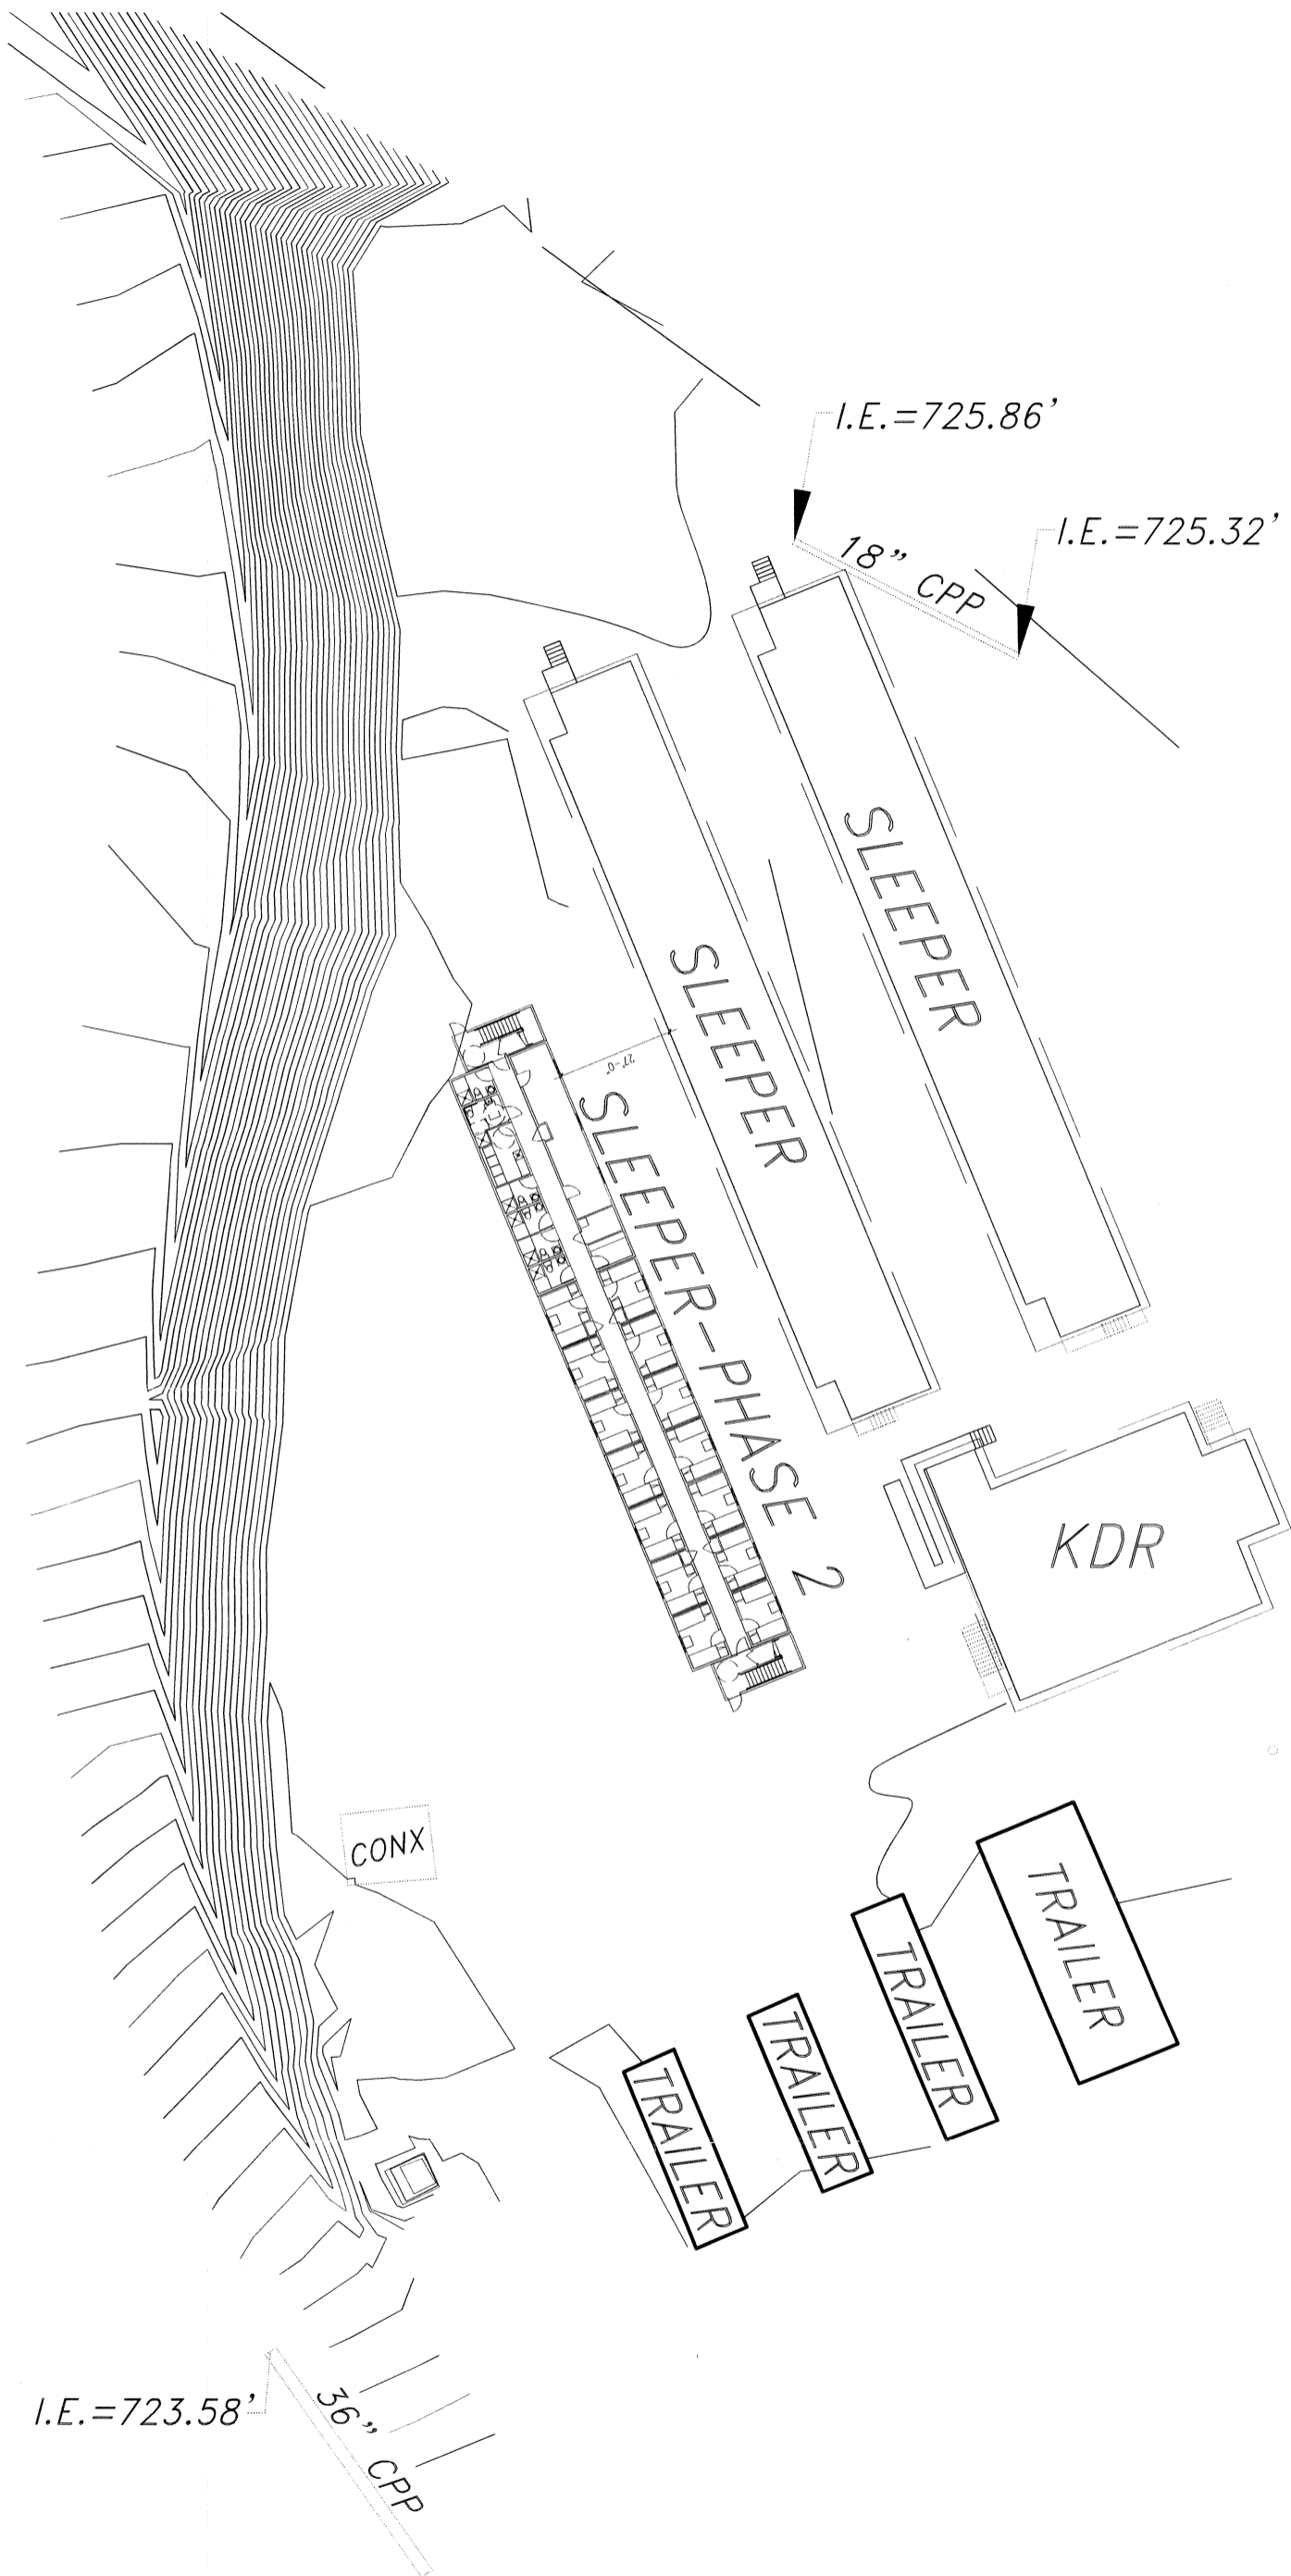 I.E.=725.86'
I.E.=725.32'
18" CPP
SLEEPER
SLEEPER
27'-0"
SLEEPER-PHASE 2
KDR
CONX
TRAILER
TRAILER
TRAILER
TRAILER
I.E.=723.58'
36" CPP